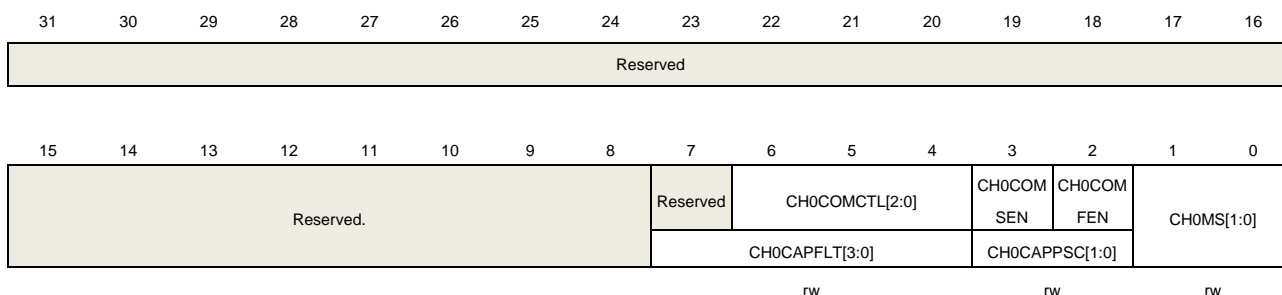 31 30 29 28 27 26 25 24 23 22 21 20 19 18 17 16
Reserved
15 14 13 12 11 10 9 8 7 6 5 4 3 2 1 0
Reserved.
Reserved
CH0COMCTL[2:0]
CH0COM
SEN
CH0COM
FEN
CH0MS[1:0]
CH0CAPFLT[3:0]
CH0CAPPSC[1:0]
rw rw rw